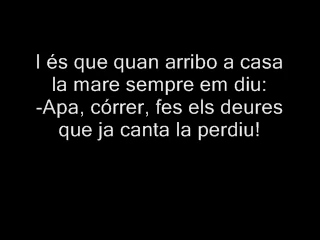 I és que quan arribo a casa
la mare sempre em diu:
-Apa, córrer, fes els deures
que ja canta la perdiu!